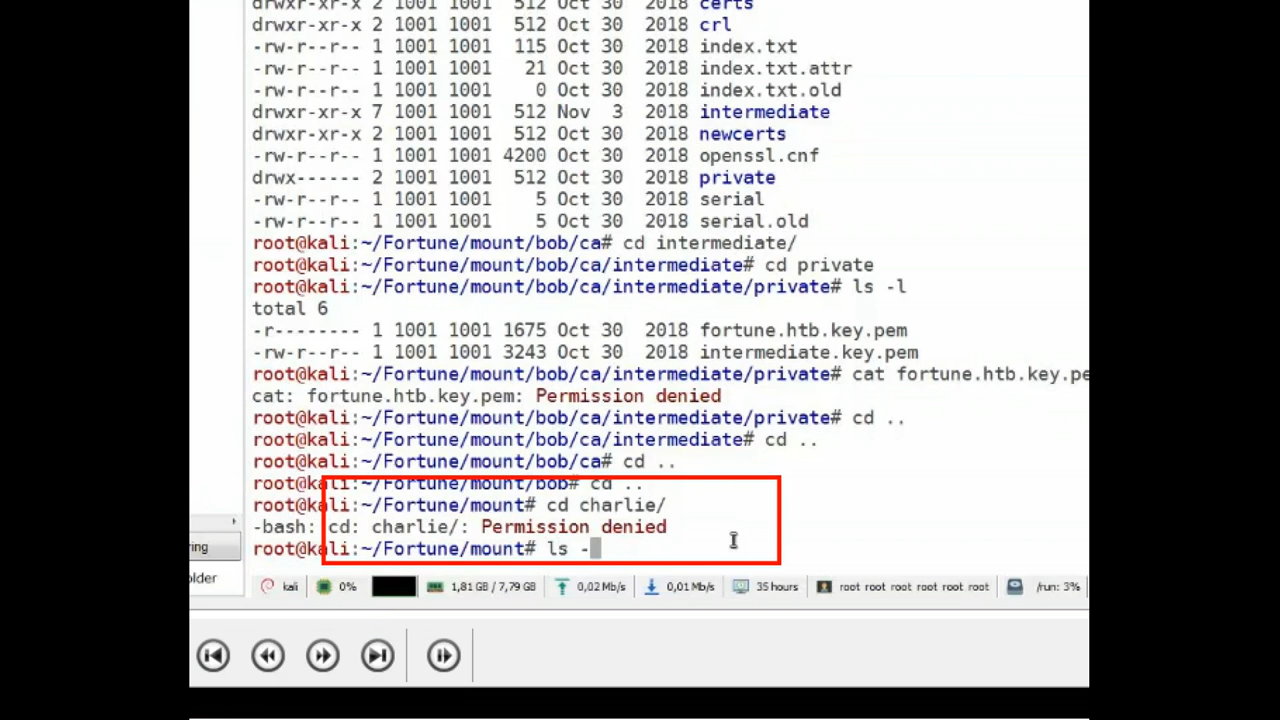 drwxr-xr-x 2 1001 1001 512 Oct 30 2018 certs
drwxr-xr-x 2 1001 1001 512 Oct 30 2018 crl
-rw-r--r-- 1 1001 1001 115 Oct 30 2018 index.txt
-rw-r--r-- 1 1001 1001 21 Oct 30 2018 index.txt.attr
-rw-r--r-- 1 1001 1001 0 Oct 30 2018 index.txt.old
drwxr-xr-x 7 1001 1001 512 Nov 3 2018 intermediate
drwxr-xr-x 2 1001 1001 512 Oct 30 2018 newcerts
-rw-r--r-- 1 1001 1001 4200 Oct 30 2018 openssl.cnf
drwx------ 2 1001 1001 512 Oct 30 2018 private
-rw-r--r-- 1 1001 1001 5 Oct 30 2018 serial
-rw-r--r-- 1 1001 1001 5 Oct 30 2018 serial.old
root@kali:~/Fortune/mount/bob/ca# cd intermediate/
root@kali:~/Fortune/mount/bob/ca/intermediate# cd private
root@kali:~/Fortune/mount/bob/ca/intermediate/private# ls -l
total 6
-r-------- 1 1001 1001 1675 Oct 30 2018 fortune.htb.key.pem
-rw-r--r-- 1 1001 1001 3243 Oct 30 2018 intermediate.key.pem
root@kali:~/Fortune/mount/bob/ca/intermediate/private# cat fortune.htb.key.pe
cat: fortune.htb.key.pem: Permission denied
root@kali:~/Fortune/mount/bob/ca/intermediate/private# cd ..
root@kali:~/Fortune/mount/bob/ca/intermediate# cd ..
root@kali:~/Fortune/mount/bob/ca# cd ..
root@kali:~/Fortune/mount/bob# cd ..
root@kali:~/Fortune/mount# cd charlie/
-bash: cd: charlie/: Permission denied
root@kali:~/Fortune/mount# ls -
ring
older
kali 0% 1,81 GB / 7,79 GB 0,02 Mb/s 0,01 Mb/s 35 hours root root root root root root /run: 3%